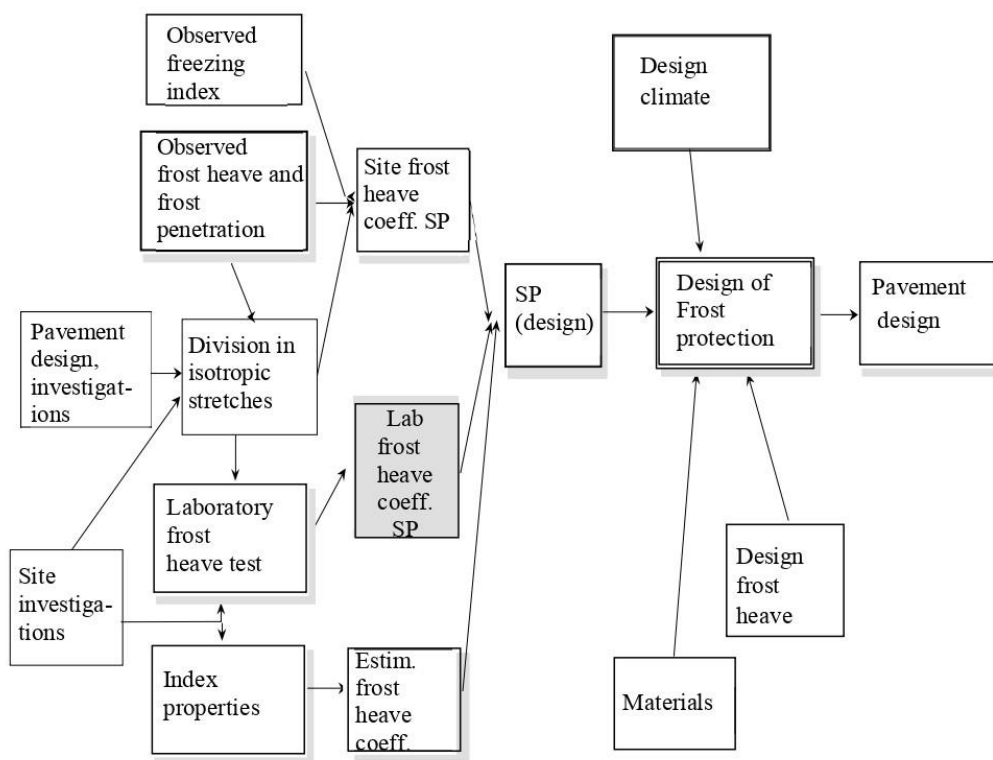 Observed
freezing
index
Observed
frost heave and
frost
penetration
Site frost
heave
coeff. SP
Design
climate
Pavement
design,
investigat-
ions
Division in
isotropic
stretches
SP
(design)
Design of
Frost
protection
Pavement
design
Lab
frost
heave
coeff.
SP
Laboratory
frost
heave test
Site
investiga-
tions
Index
properties
Estim.
frost
heave
coeff.
Design
frost
heave
Materials